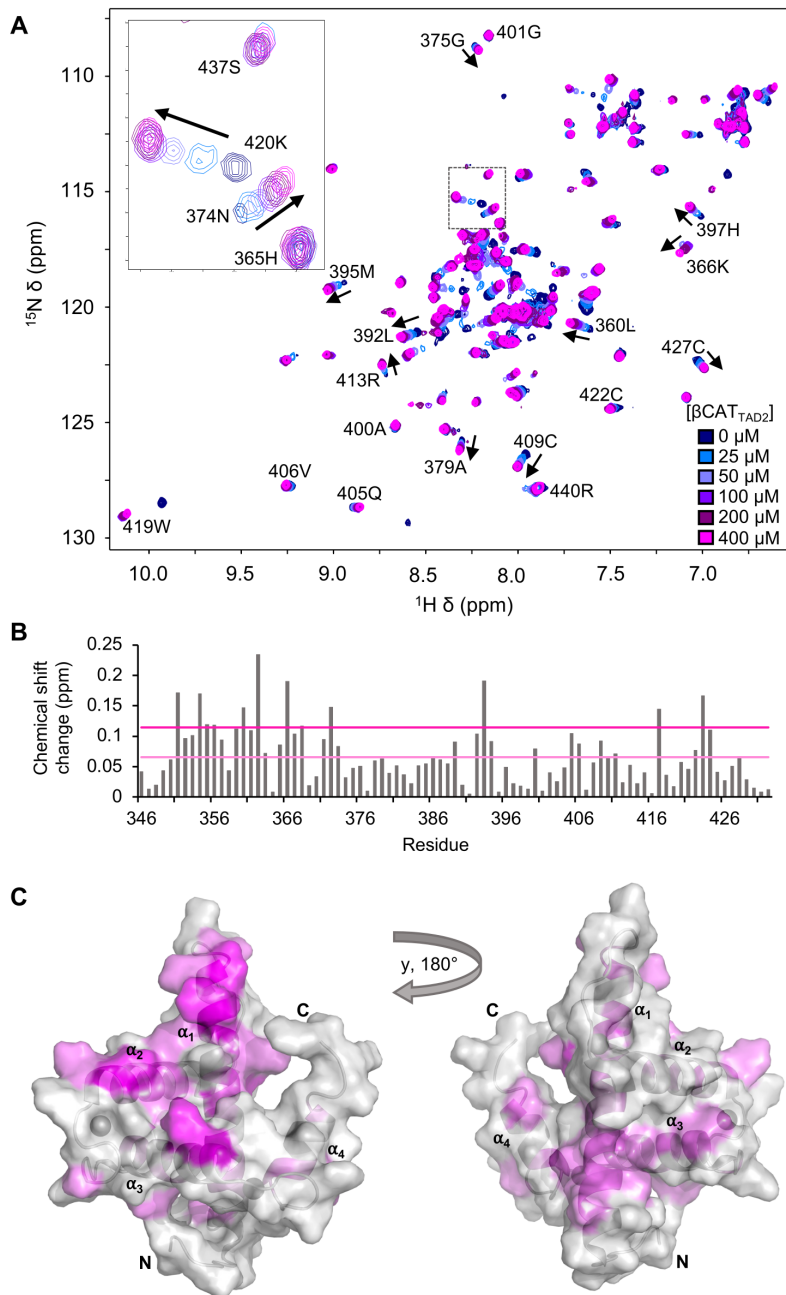 A
437S
420K
374N
365H
375G
401G
397H
366K
395M
392L
360L
413R
427C
400A
422C
379A
409C
406V
405Q
440R
419W
[βCAT_TAD2]
0 μM
25 μM
50 μM
100 μM
200 μM
400 μM
110
115
120
125
130
¹⁵N δ (ppm)
10.0 9.5 9.0 8.5 8.0 7.5 7.0
¹H δ (ppm)
B
Chemical shift
change (ppm)
0.25
0.2
0.15
0.1
0.05
0
346 356 366 376 386 396 406 416 426
Residue
C
y, 180°
C
α₁
α₂
α₃
α₄
N
C
α₁
α₂
α₃
α₄
N